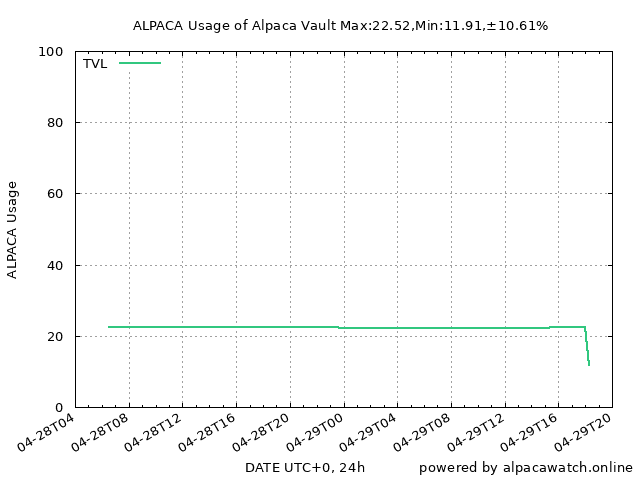 ALPACA Usage of Alpaca Vault Max:22.52,Min:11.91,±10.61%
TVL
100
80
60
40
20
0
ALPACA Usage
04-28T04
04-28T08
04-28T12
04-28T16
04-28T20
04-29T00
04-29T04
04-29T08
04-29T12
04-29T16
04-29T20
DATE UTC+0, 24h
powered by alpacawatch.online